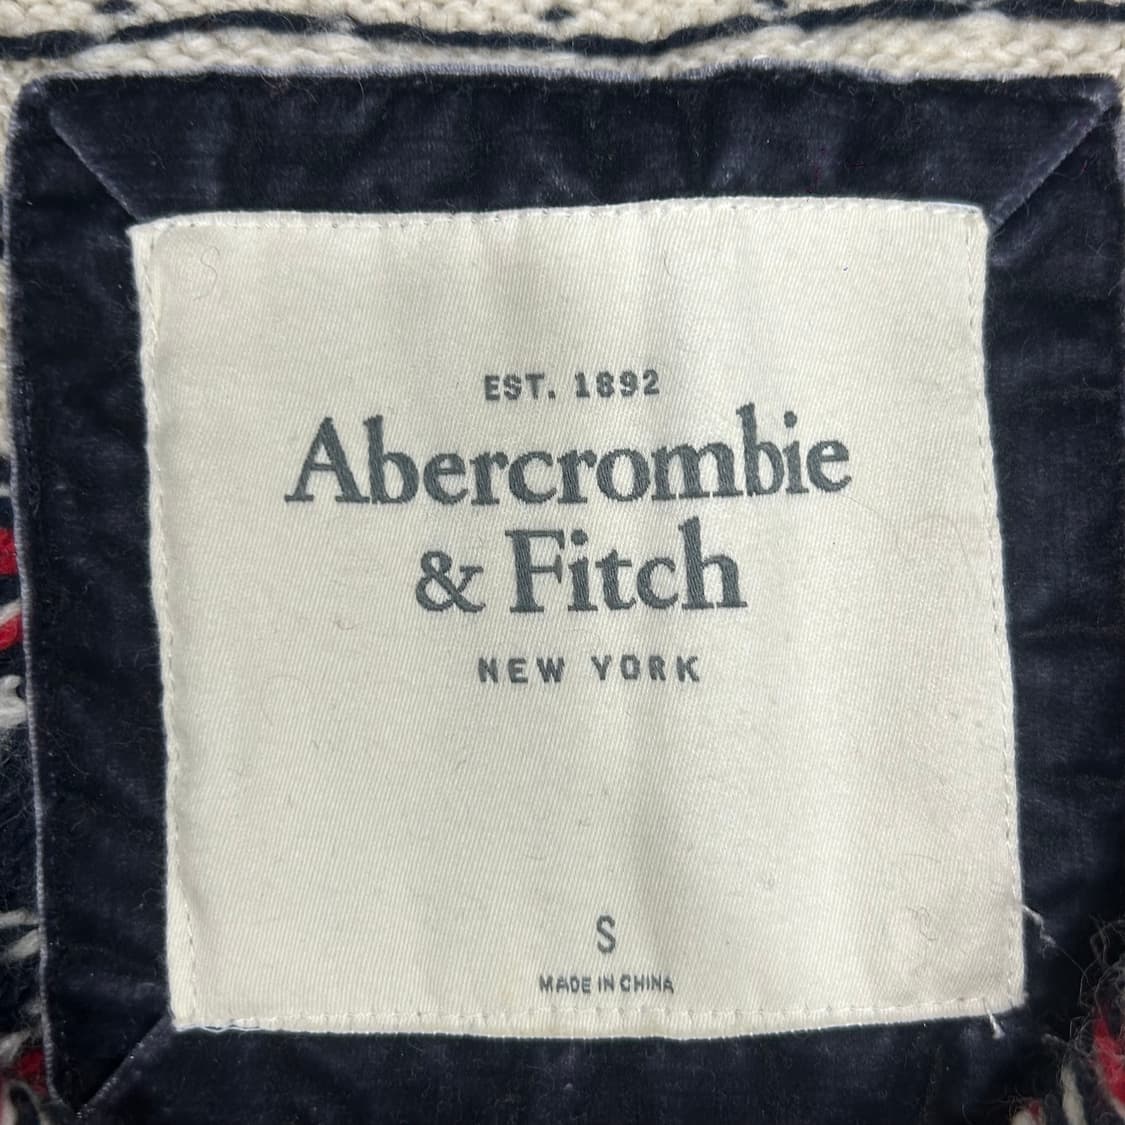 EST. 1892
Abercrombie
& Fitch
NEW YORK
S
MADE IN CHINA